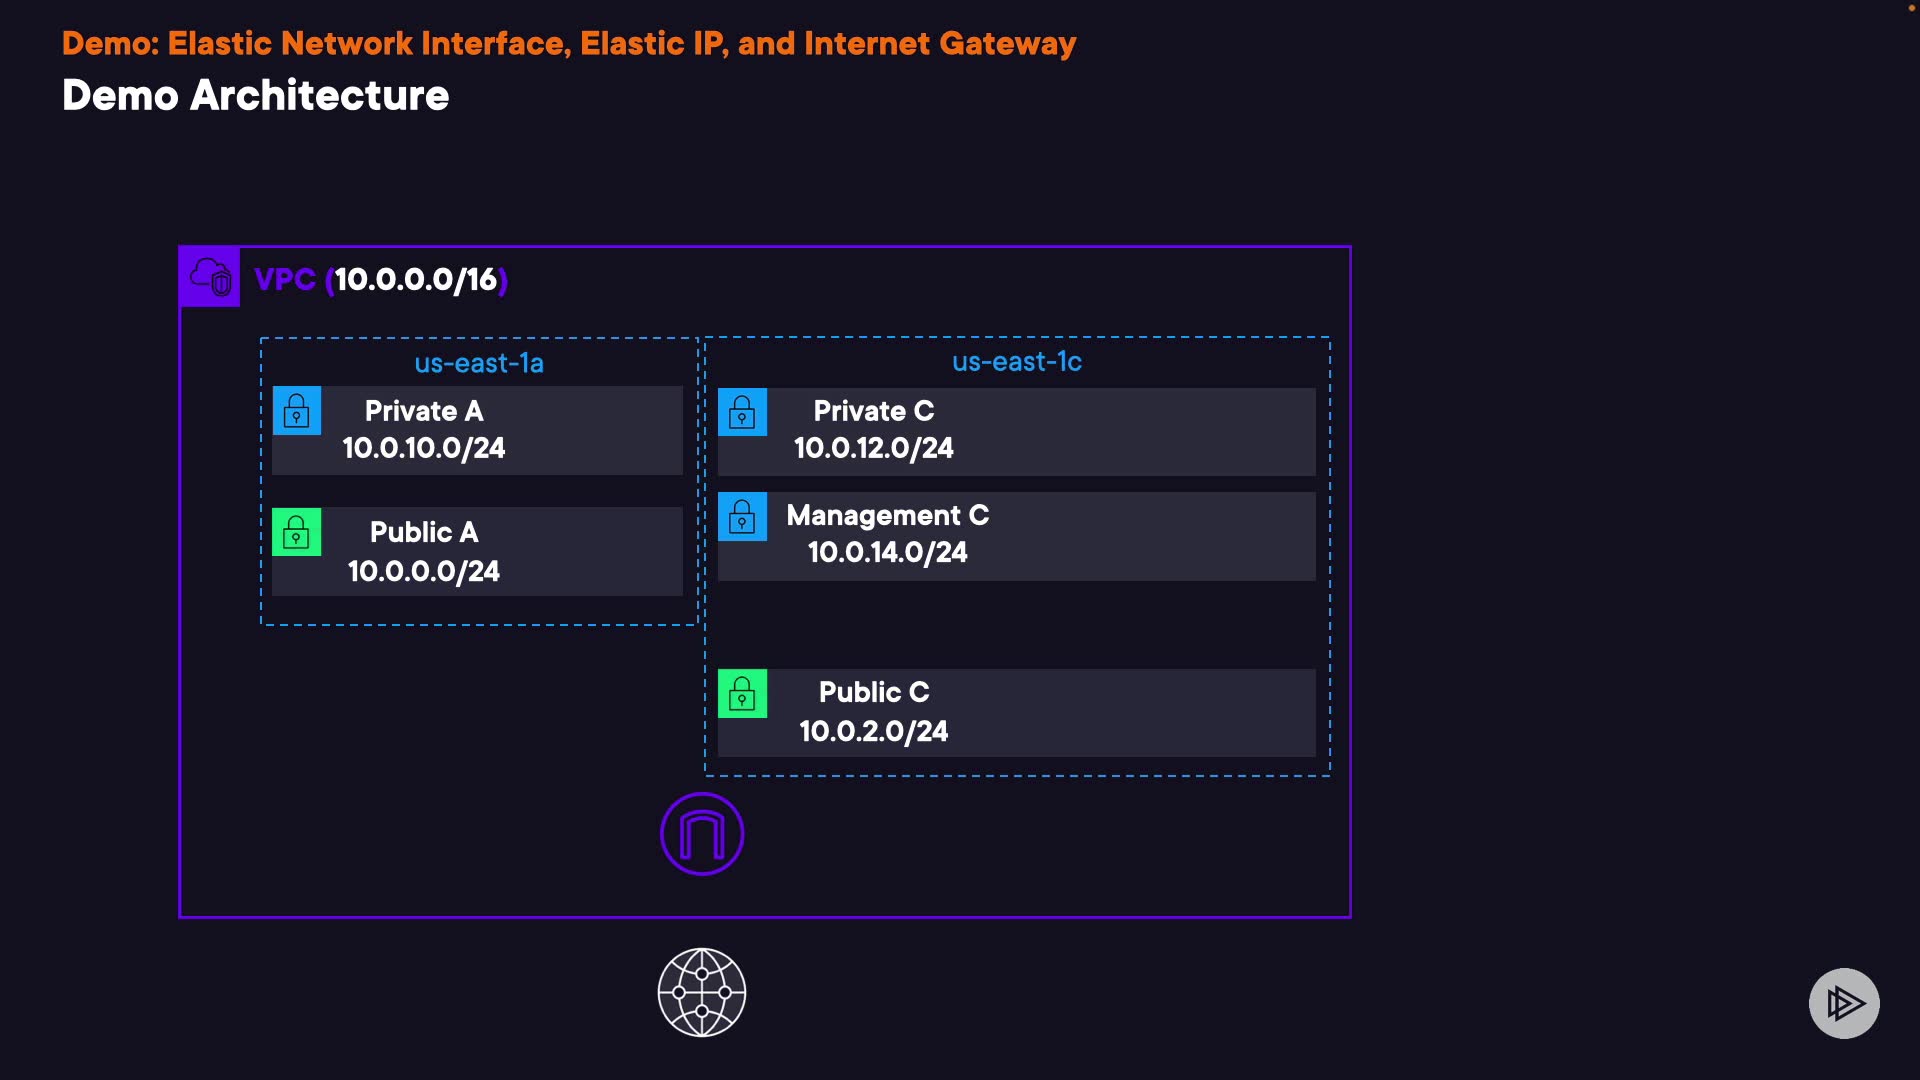 Demo: Elastic Network Interface, Elastic IP, and Internet Gateway
Demo Architecture
VPC (10.0.0.0/16)
us-east-1a
Private A
10.0.10.0/24
Public A
10.0.0.0/24
us-east-1c
Private C
10.0.12.0/24
Management C
10.0.14.0/24
Public C
10.0.2.0/24